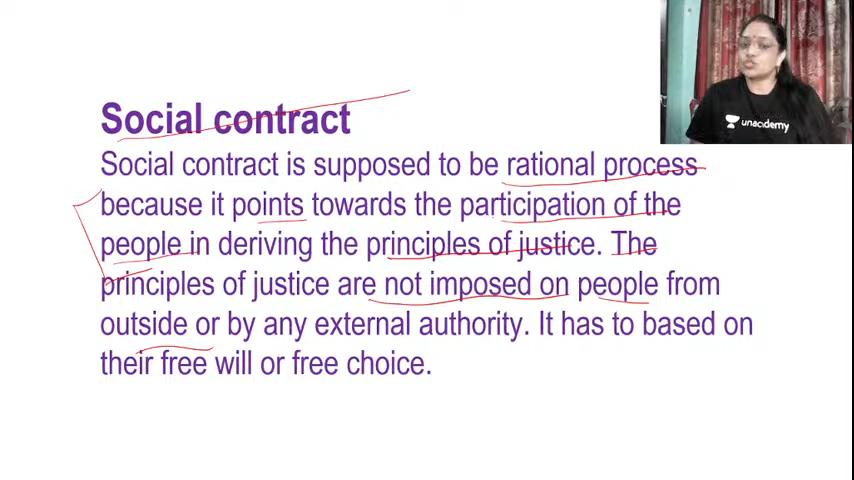 Social contract
Social contract is supposed to be rational process
because it points towards the participation of the
people in deriving the principles of justice. The
principles of justice are not imposed on people from
outside or by any external authority. It has to based on
their free will or free choice.
unacademy